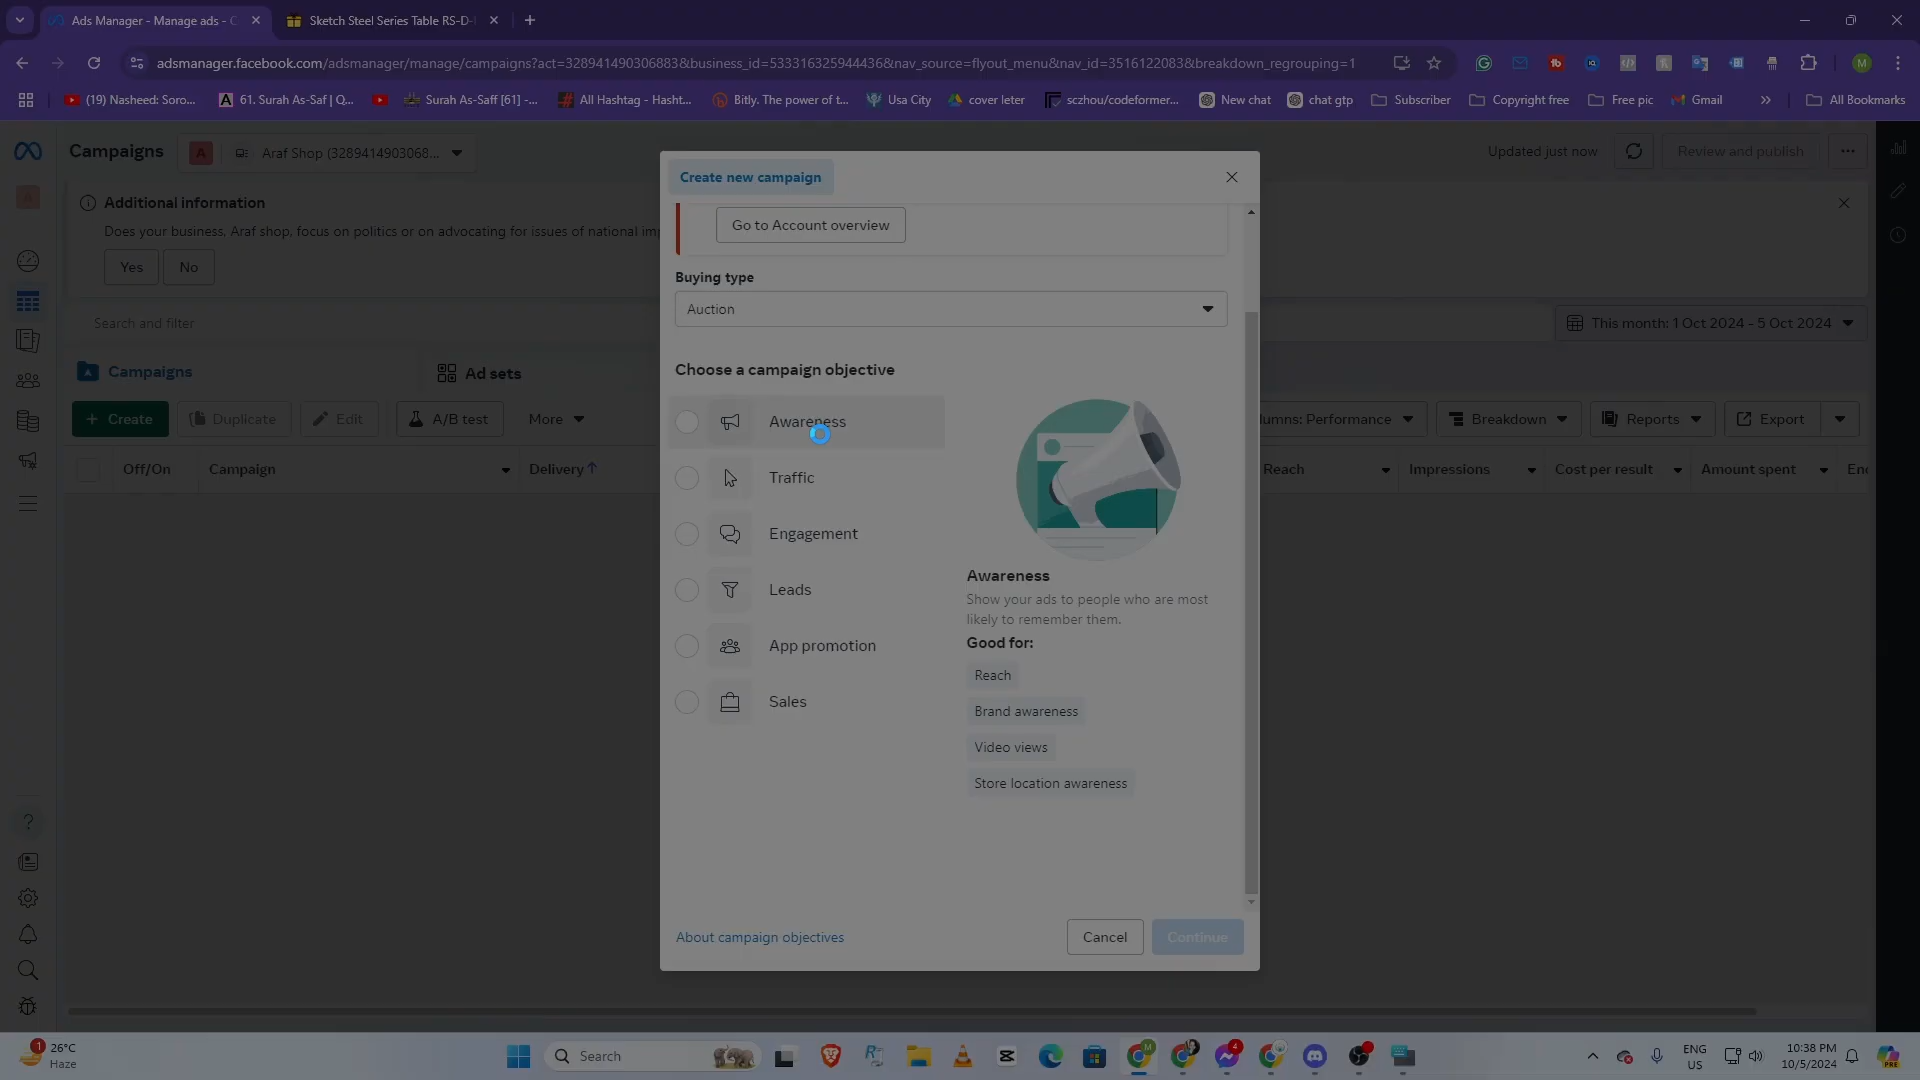 Ads Manager - Manage ads - C
Sketch Steel Series Table RS-D-
adsmanager.facebook.com/adsmanager/manage/campaigns?act=3289414903068883&business_id=533316325944436&nav_source=flyout_menu&nav_id=3516122083&breakdown_regrouping=1
M
(19) Nasheed: Soro...
A
61. Surah As-Saf | Q...
Surah As-Saff [61] -...
All Hashtag - Hasht...
Bitly. The power of t...
Usa City
cover leter
sczhou/codeformer...
New chat
chat gtp
Subscriber
Copyright free
Free pic
Gmail
All Bookmarks
Campaigns
A
Araf Shop (3289414903068...
Updated just now
Review and publish
Create new campaign
Additional information
Does your business, Araf shop, focus on politics or on advocating for issues of national im
Yes
No
Go to Account overview
Buying type
Auction
Search and filter
This month: 1 Oct 2024 - 5 Oct 2024
Campaigns
Ad sets
Choose a campaign objective
+ Create
Duplicate
Edit
A/B test
More
lumns: Performance
Breakdown
Reports
Export
Off/On
Campaign
Delivery
Reach
Impressions
Cost per result
Amount spent
En
Awareness
Traffic
Engagement
Leads
App promotion
Sales
Awareness
Show your ads to people who are most
likely to remember them.
Good for:
Reach
Brand awareness
Video views
Store location awareness
About campaign objectives
Cancel
Continue
1
26°C
Haze
Search
4
ENG
US
10:38 PM
10/5/2024
PRE